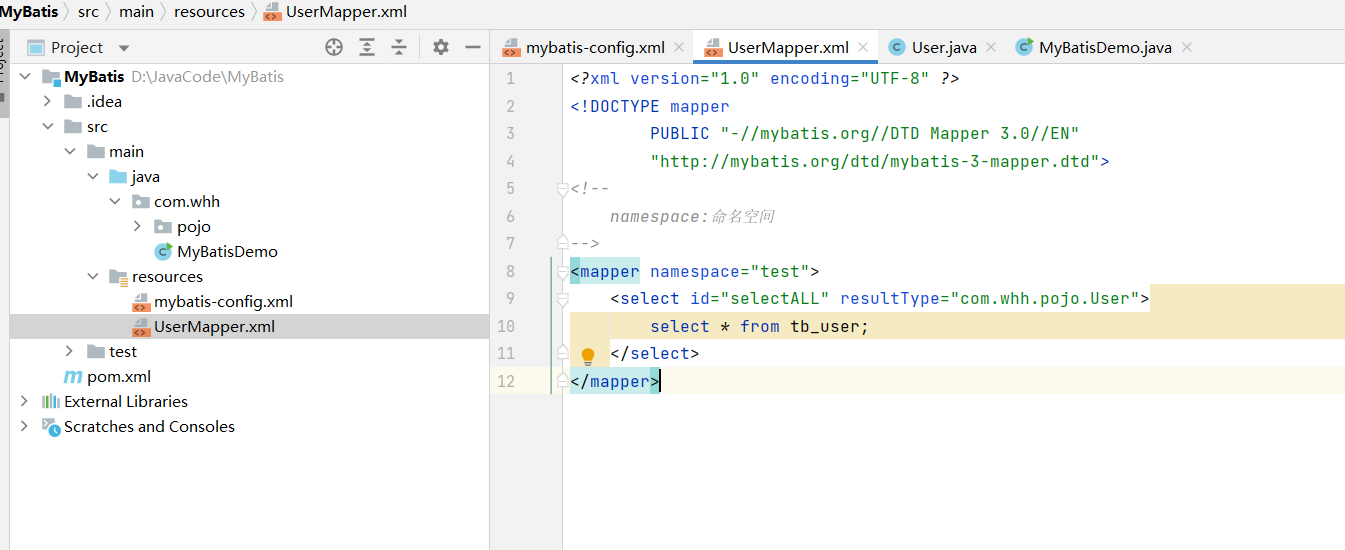 MyBatis 〉 src 〉 main 〉 resources 〉 UserMapper.xml
Project
MyBatis D:\JavaCode\MyBatis
.idea
src
main
java
com.whh
pojo
MyBatisDemo
resources
mybatis-config.xml
UserMapper.xml
test
pom.xml
External Libraries
Scratches and Consoles
mybatis-config.xml UserMapper.xml User.java MyBatisDemo.java
1 <?xml version="1.0" encoding="UTF-8" ?>
2 <!DOCTYPE mapper
3 PUBLIC "-//mybatis.org//DTD Mapper 3.0//EN"
4 "http://mybatis.org/dtd/mybatis-3-mapper.dtd">
5 <!--
6 namespace:命名空间
7 -->
8 <mapper namespace="test">
9 <select id="selectALL" resultType="com.whh.pojo.User">
10 select * from tb_user;
11 </select>
12 </mapper>